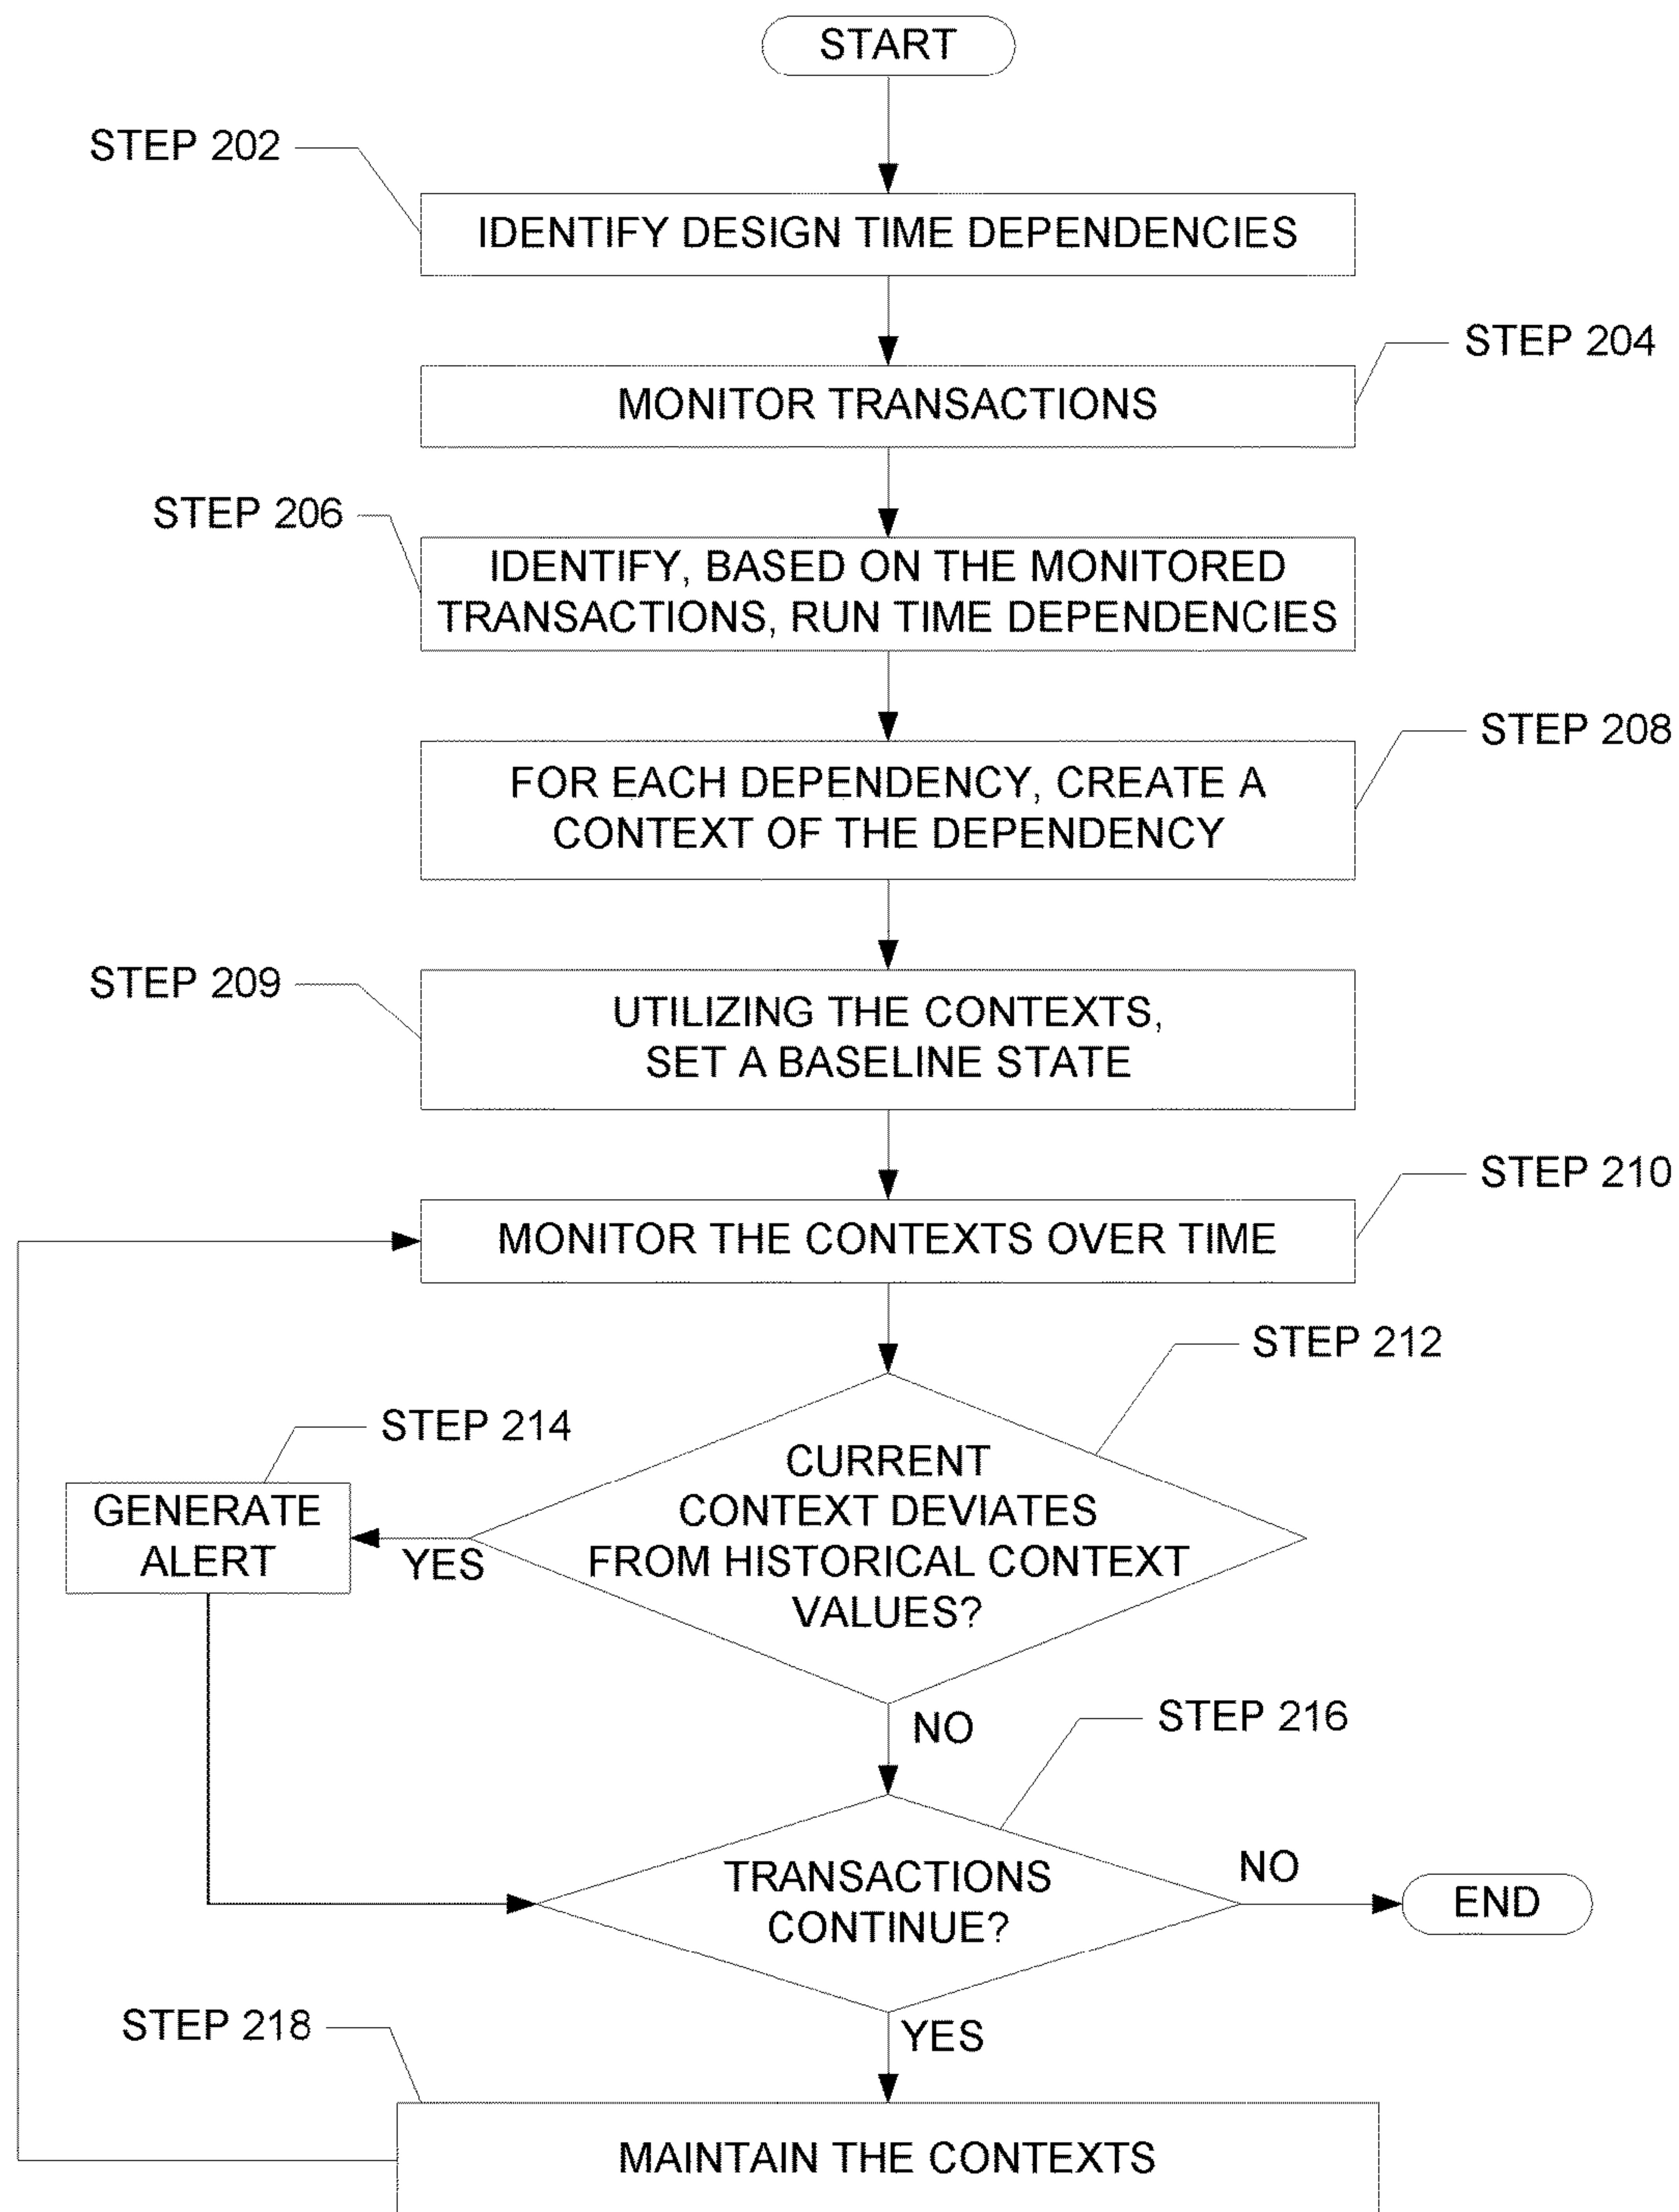 START
STEP 202
IDENTIFY DESIGN TIME DEPENDENCIES
STEP 204
MONITOR TRANSACTIONS
STEP 206
IDENTIFY, BASED ON THE MONITORED
TRANSACTIONS, RUN TIME DEPENDENCIES
STEP 208
FOR EACH DEPENDENCY, CREATE A
CONTEXT OF THE DEPENDENCY
STEP 209
UTILIZING THE CONTEXTS,
SET A BASELINE STATE
STEP 210
MONITOR THE CONTEXTS OVER TIME
STEP 212
CURRENT
CONTEXT DEVIATES
FROM HISTORICAL CONTEXT
VALUES?
STEP 214
GENERATE
ALERT
YES
NO
STEP 216
TRANSACTIONS
CONTINUE?
NO
END
YES
STEP 218
MAINTAIN THE CONTEXTS